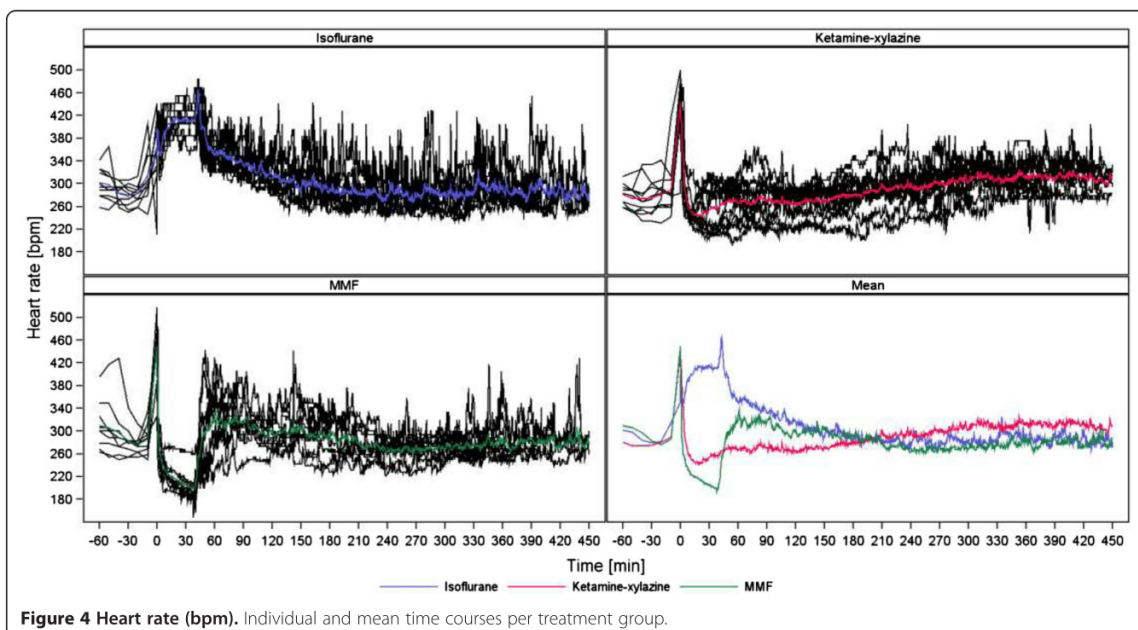 Isoflurane
Ketamine-xylazine
500
460
420
380
340
300
260
220
180
MMF
Mean
500
460
420
380
340
300
260
220
180
Heart rate [bpm]
-60 -30 0 30 60 90 120 150 180 210 240 270 300 330 360 390 420 450
-60 -30 0 30 60 90 120 150 180 210 240 270 300 330 360 390 420 450
Time [min]
Isoflurane Ketamine-xylazine MMF
Figure 4 Heart rate (bpm). Individual and mean time courses per treatment group.